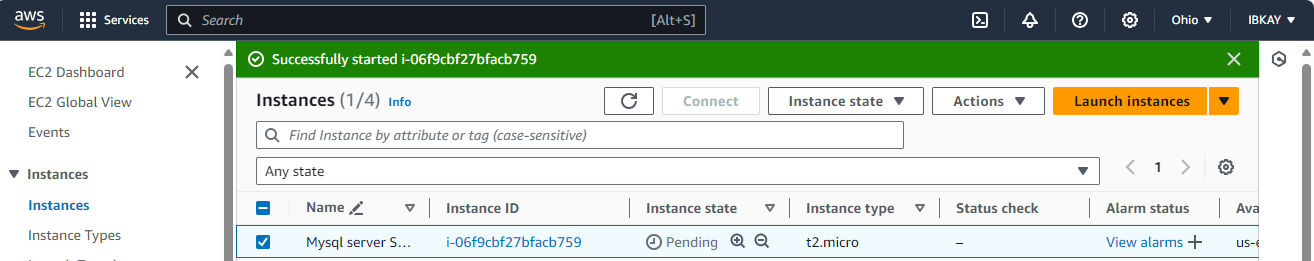 aws Services Search [Alt+S] Ohio IBKAY
EC2 Dashboard
EC2 Global View
Events
Instances
Instances
Instance Types
Successfully started i-06f9cbf27bfacb759
Instances (1/4) Info Connect Instance state Actions Launch instances
Find Instance by attribute or tag (case-sensitive)
Any state 1
Name Instance ID Instance state Instance type Status check Alarm status Ava
Mysql server S... i-06f9cbf27bfacb759 Pending t2.micro – View alarms us-e